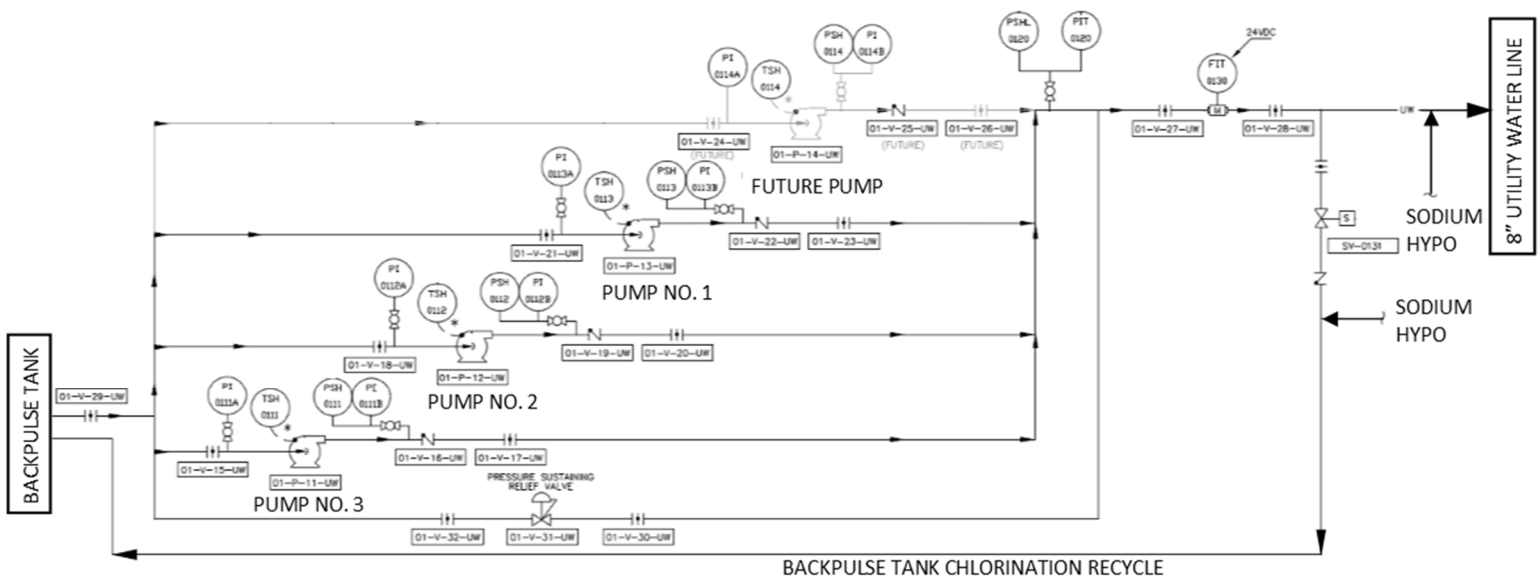 PSHL
0120
PIT
0120
24VDC
FIT
0130
M
PSH
0114
PI
0114B
PI
0114A
TSH
0114
*
01-V-24-UW
(FUTURE)
01-P-14-UW
01-V-25-UW
(FUTURE)
01-V-26-UW
(FUTURE)
FUTURE PUMP
01-V-27-UW
01-V-28-UW
UW
8" UTILITY WATER LINE
SODIUM
HYPO
S
SV-0131
SODIUM
HYPO
PI
0113A
TSH
0113
*
PSH
0113
PI
0113B
01-V-21-UW
01-P-13-UW
01-V-22-UW
01-V-23-UW
PUMP NO. 1
PI
0112A
TSH
0112
*
PSH
0112
PI
0112B
01-V-18-UW
01-P-12-UW
01-V-19-UW
01-V-20-UW
PUMP NO. 2
BACKPULSE TANK
01-V-29-UW
PI
0111A
TSH
0111
*
PSH
0111
PI
0111B
01-V-15-UW
01-P-11-UW
01-V-16-UW
01-V-17-UW
PUMP NO. 3
PRESSURE SUSTAINING
RELIEF VALVE
01-V-32-UW
01-V-31-UW
01-V-30-UW
BACKPULSE TANK CHLORINATION RECYCLE